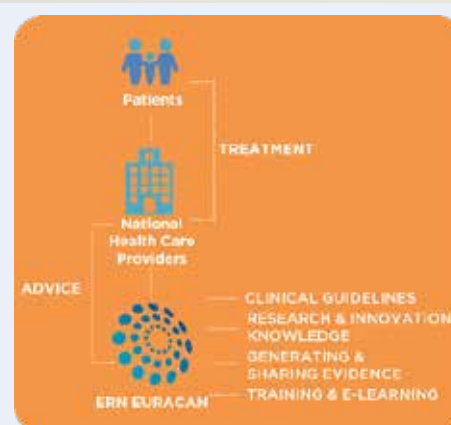 Patients
TREATMENT
National
Health Care
Providers
ADVICE
CLINICAL GUIDELINES
RESEARCH & INNOVATION
KNOWLEDGE
GENERATING &
SHARING EVIDENCE
TRAINING & E-LEARNING
ERN EURACAN